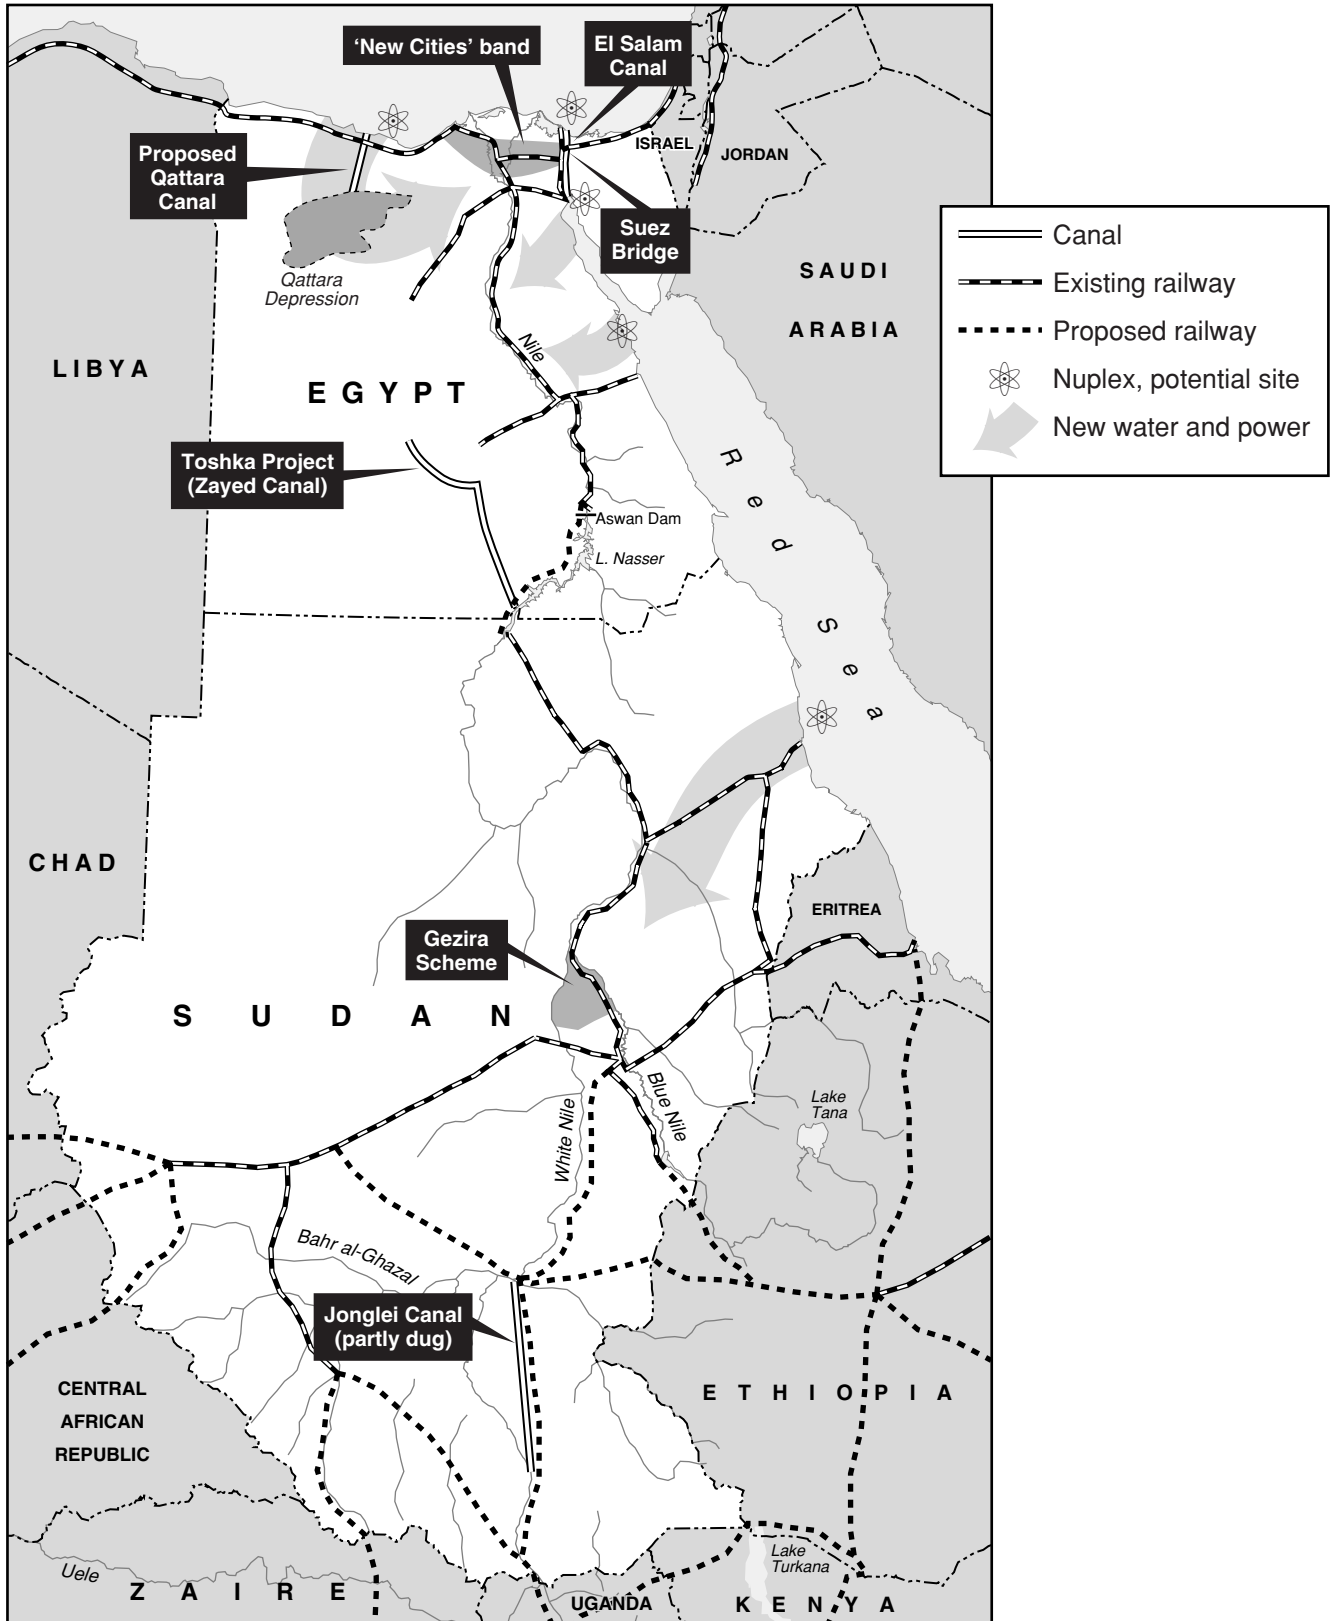 ‘New Cities’ band
El Salam
Canal
ISRAEL
JORDAN
Proposed
Qattara
Canal
Suez
Bridge
Qattara
Depression
SAUDI
ARABIA
Canal
Existing railway
Proposed railway
Nuplex, potential site
New water and power
LIBYA
EGYPT
Nile
Toshka Project
(Zayed Canal)
Aswan Dam
L. Nasser
Red Sea
CHAD
ERITREA
Gezira
Scheme
SUDAN
Blue Nile
White Nile
Lake
Tana
Bahr al-Ghazal
Jonglei Canal
(partly dug)
CENTRAL
AFRICAN
REPUBLIC
ETHIOPIA
Lake
Turkana
Uele
ZAIRE
UGANDA
KENYA